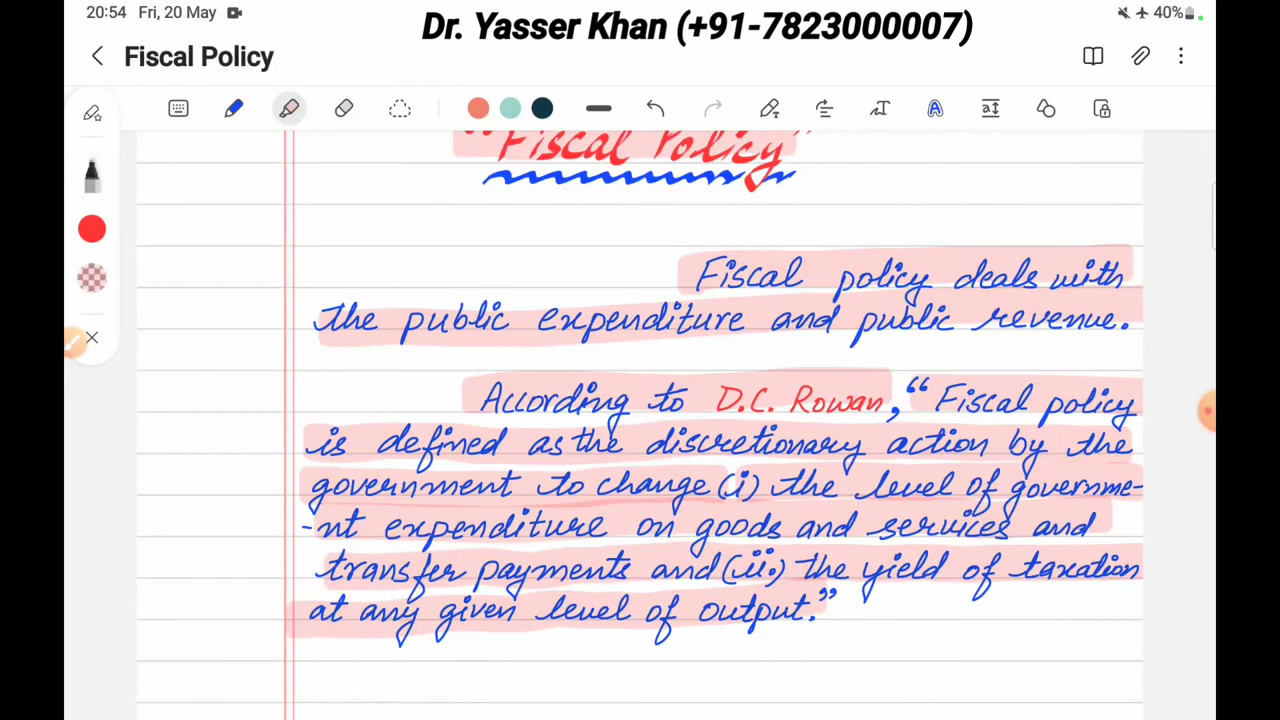 20:54 Fri, 20 May
Dr. Yasser Khan (+91-7823000007)
40%
Fiscal Policy
"Fiscal Policy"
Fiscal policy deals with
the public expenditure and public revenue.
According to D.C. Rowan, "Fiscal policy
is defined as the discretionary action by the
government to change (i) the level of governme-
-nt expenditure on goods and services and
transfer payments and (ii.) the yield of taxation
at any given level of output."